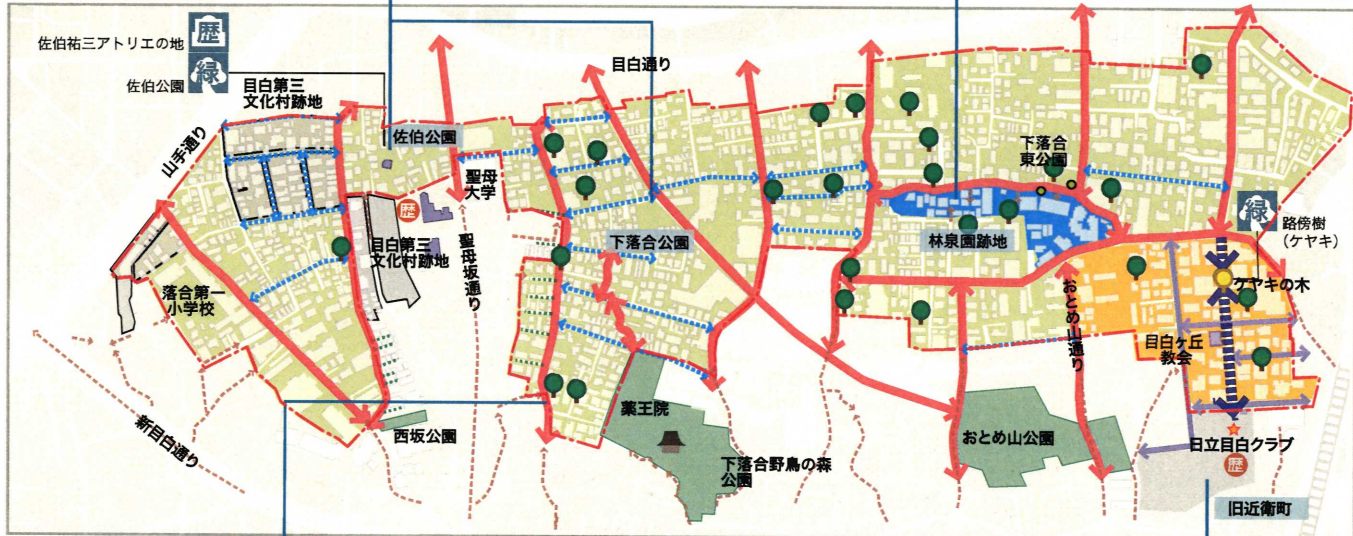 歴
佐伯祐三アトリエの地
緑
佐伯公園
目白第三
文化村跡地
山手通り
佐伯公園
目白通り
聖母
大学
歴
目白第三
文化村跡地
聖母坂通り
下落合公園
落合第一
小学校
新目白通り
西坂公園
薬王院
下落合野鳥の森
公園
下落合
東公園
林泉園跡地
緑
路傍樹
(ケヤキ)
ケヤキの木
おとめ山通り
目白ヶ丘
教会
おとめ山公園
日立目白クラブ
歴
旧近衛町